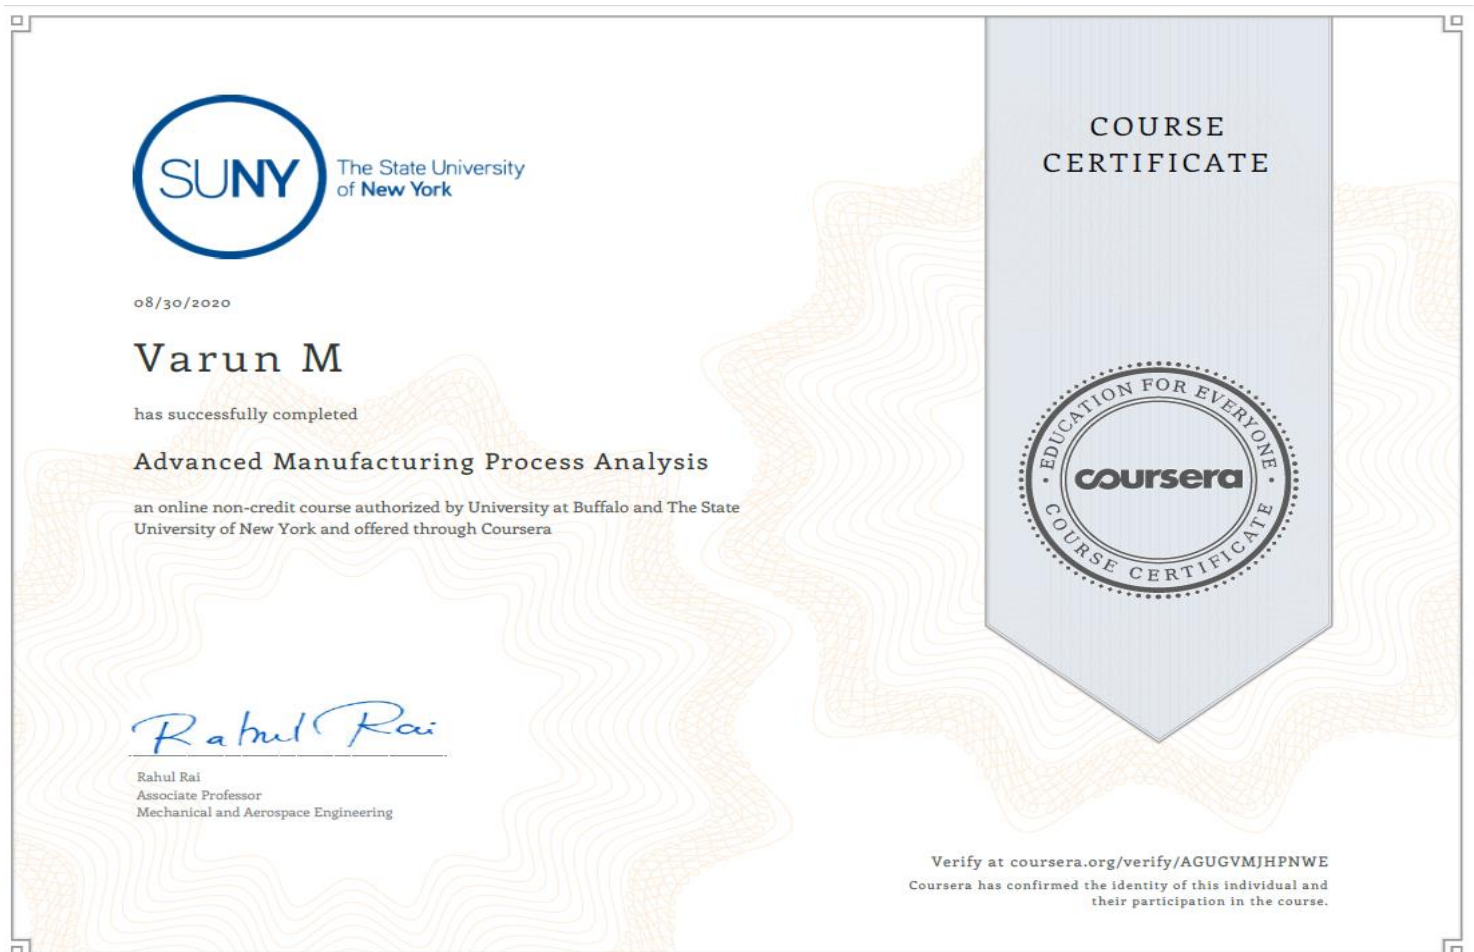 SUNY
The State University
of New York
08/30/2020
Varun M
has successfully completed
Advanced Manufacturing Process Analysis
an online non-credit course authorized by University at Buffalo and The State
University of New York and offered through Coursera
Rahul Rai
Rahul Rai
Associate Professor
Mechanical and Aerospace Engineering
COURSE
CERTIFICATE
EDUCATION FOR EVERYONE
coursera
COURSE CERTIFICATE
Verify at coursera.org/verify/AGUGVMJHPNWE
Coursera has confirmed the identity of this individual and
their participation in the course.